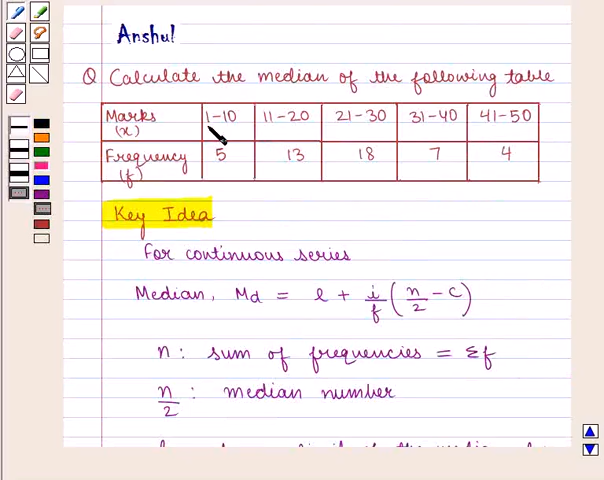 Anshul
Q Calculate the median of the following table
Marks (x) 1-10 11-20 21-30 31-40 41-50
Frequency (f) 5 13 18 7 4
Key Idea
For continuous series
Median, Md = l + i/f (n/2 - c)
n : sum of frequencies = Σf
n/2 : median number